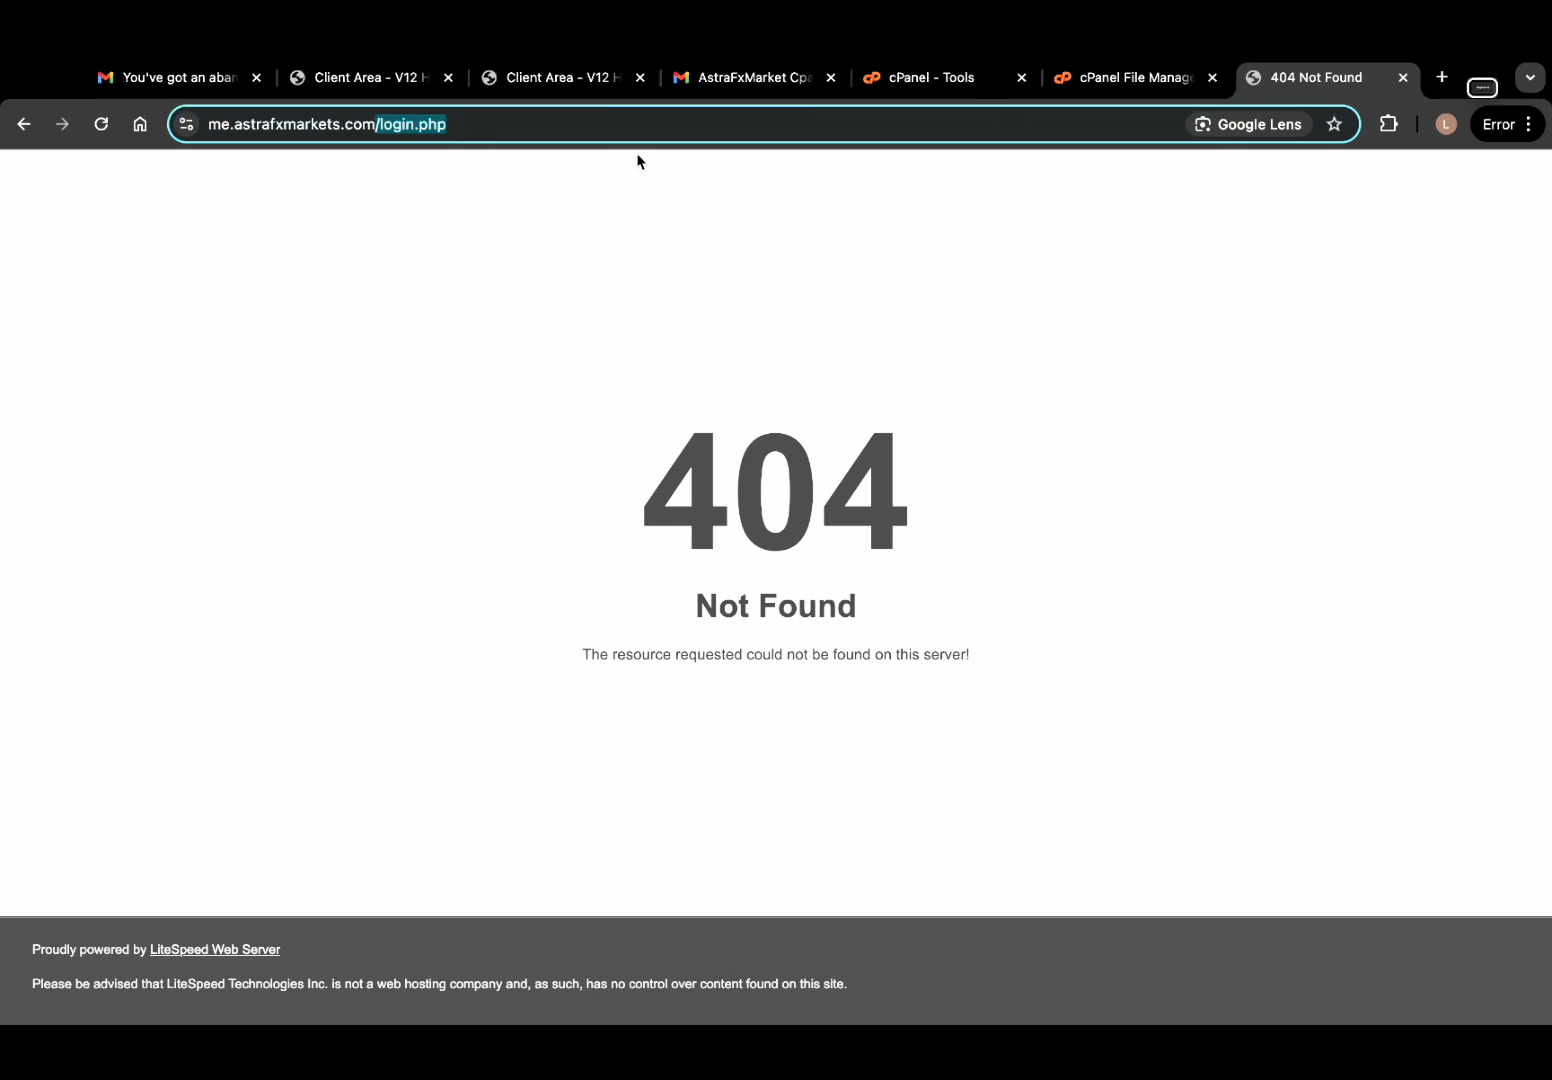 You've got an aban
Client Area - V12 H
Client Area - V12 H
AstraFxMarket Cpa
cPanel - Tools
cPanel File Manage
404 Not Found
me.astrafxmarkets.com/login.php
Google Lens
L
Error
404
Not Found
The resource requested could not be found on this server!
Proudly powered by LiteSpeed Web Server
Please be advised that LiteSpeed Technologies Inc. is not a web hosting company and, as such, has no control over content found on this site.